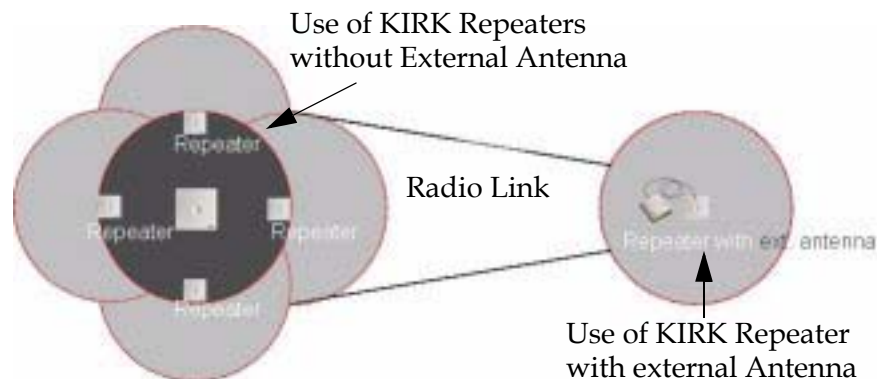 Use of KIRK Repeaters
without External Antenna
Repeater
Radio Link
Repeater
Repeater
Repeater with ext. antenna
Repeater
Use of KIRK Repeater
with external Antenna